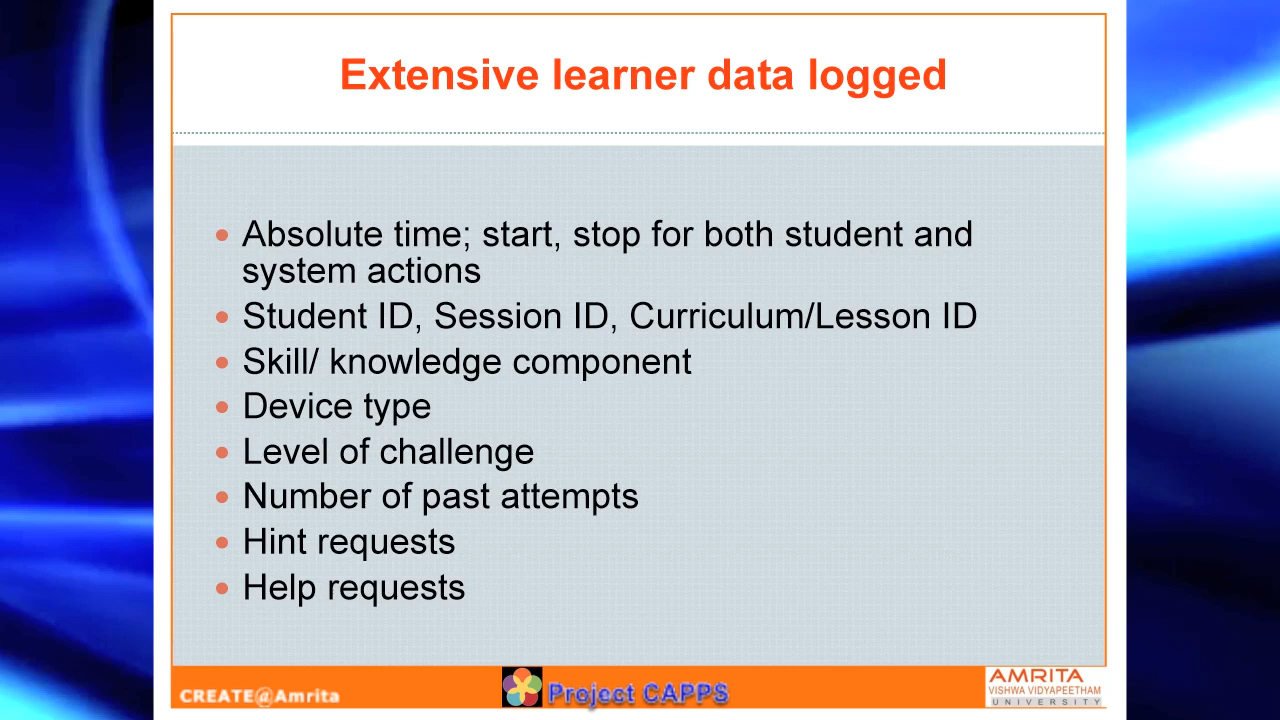 Extensive learner data logged
• Absolute time; start, stop for both student and
system actions
• Student ID, Session ID, Curriculum/Lesson ID
• Skill/ knowledge component
• Device type
• Level of challenge
• Number of past attempts
• Hint requests
• Help requests
CREATE@Amrita
Project CAPPS
AMRITA
VISHWA VIDYAPEETHAM
UNIVERSITY